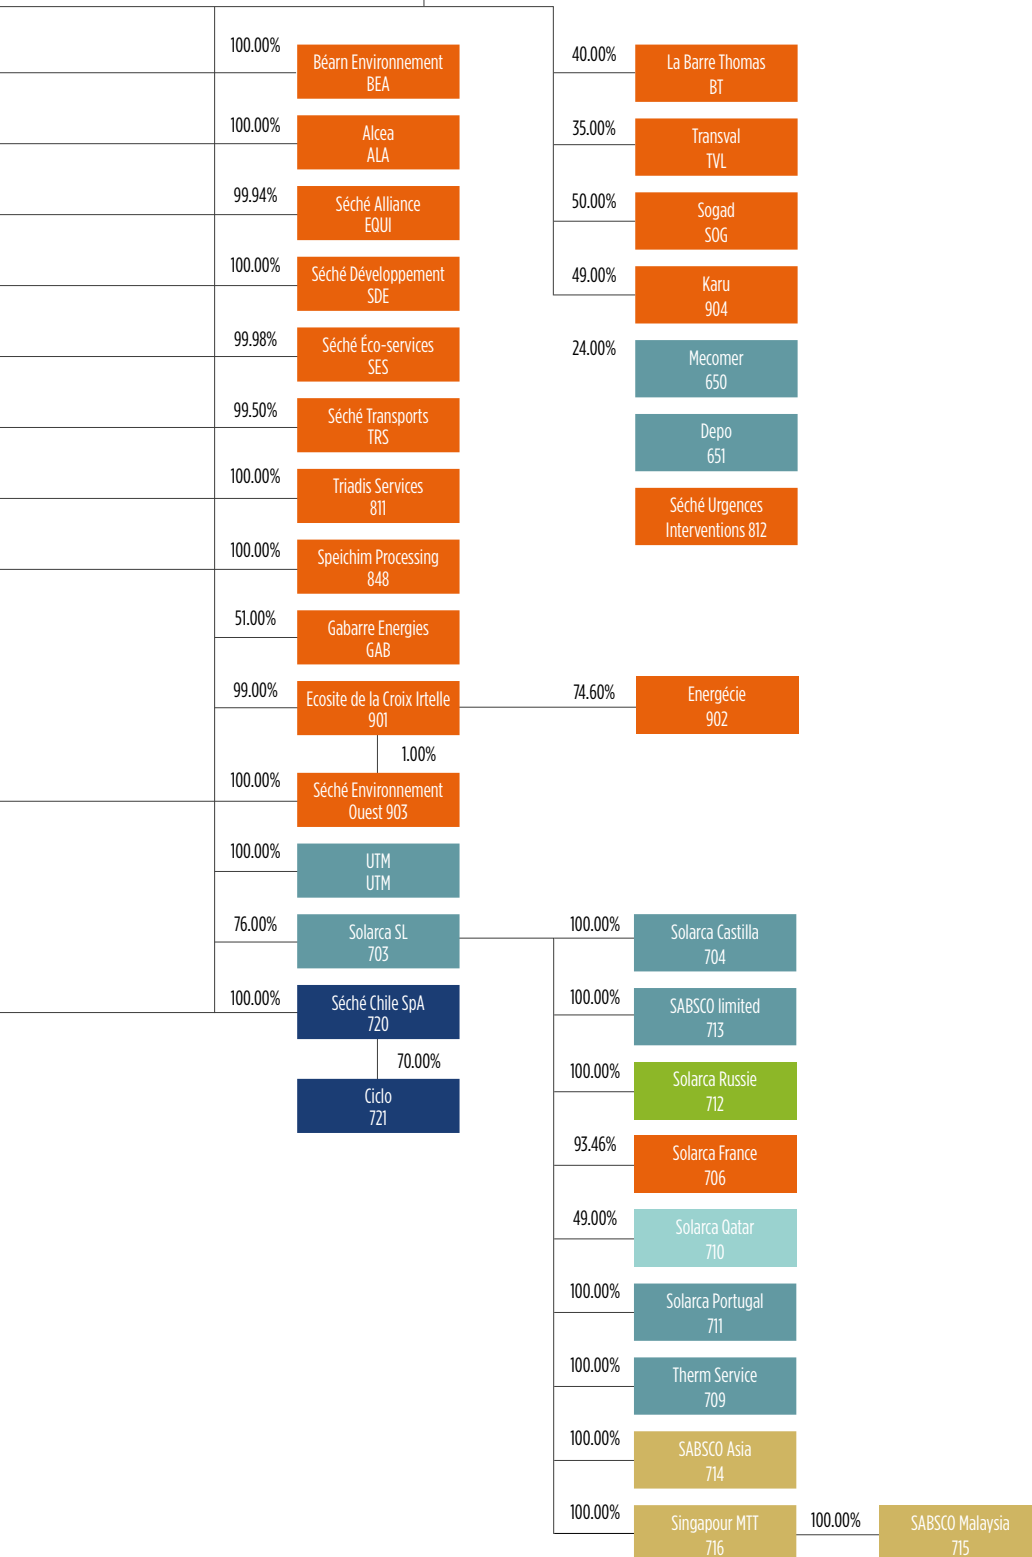 100.00%
Béarn Environnement
BEA
100.00%
Alcea
ALA
99.94%
Séché Alliance
EQUI
100.00%
Séché Développement
SDE
99.98%
Séché Éco-services
SES
99.50%
Séché Transports
TRS
100.00%
Triadis Services
811
100.00%
Speichim Processing
848
51.00%
Gabarre Energies
GAB
99.00%
Ecosite de la Croix Irtelle
901
1.00%
100.00%
Séché Environnement
Ouest 903
100.00%
UTM
UTM
76.00%
Solarca SL
703
100.00%
Séché Chile SpA
720
70.00%
Ciclo
721
40.00%
La Barre Thomas
BT
35.00%
Transval
TVL
50.00%
Sogad
SOG
49.00%
Karu
904
24.00%
Mecomer
650
Depo
651
Séché Urgences
Interventions 812
74.60%
Energécie
902
100.00%
Solarca Castilla
704
100.00%
SABSCO limited
713
100.00%
Solarca Russie
712
93.46%
Solarca France
706
49.00%
Solarca Qatar
710
100.00%
Solarca Portugal
711
100.00%
Therm Service
709
100.00%
SABSCO Asia
714
100.00%
Singapour MTT
716
100.00%
SABSCO Malaysia
715